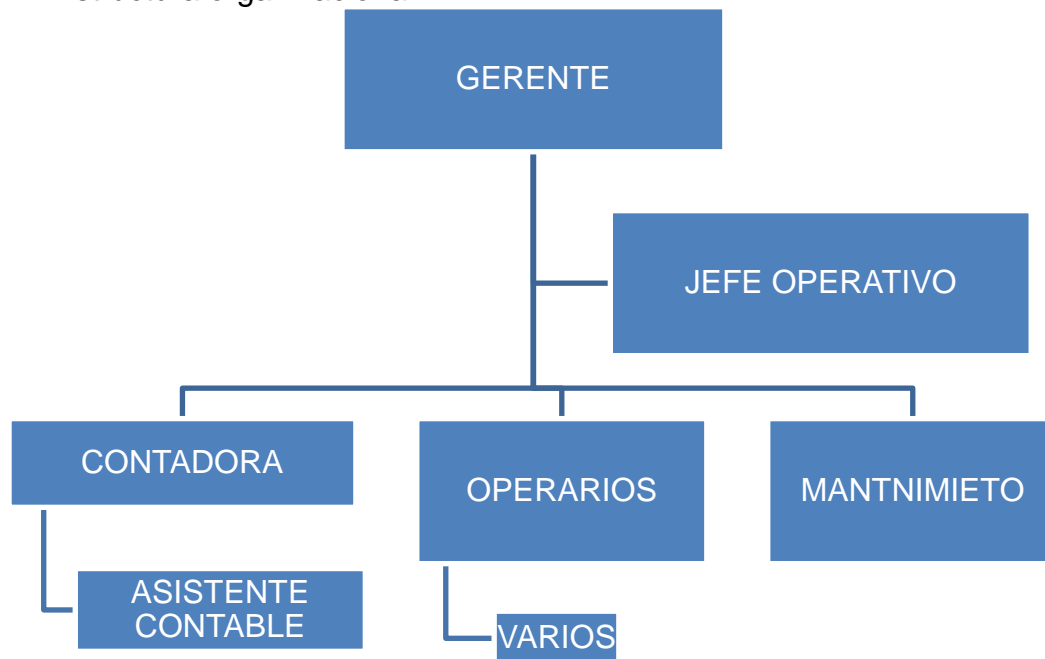 GERENTE
JEFE OPERATIVO
CONTADORA
OPERARIOS
MANTNIMIETO
ASISTENTE
CONTABLE
VARIOS